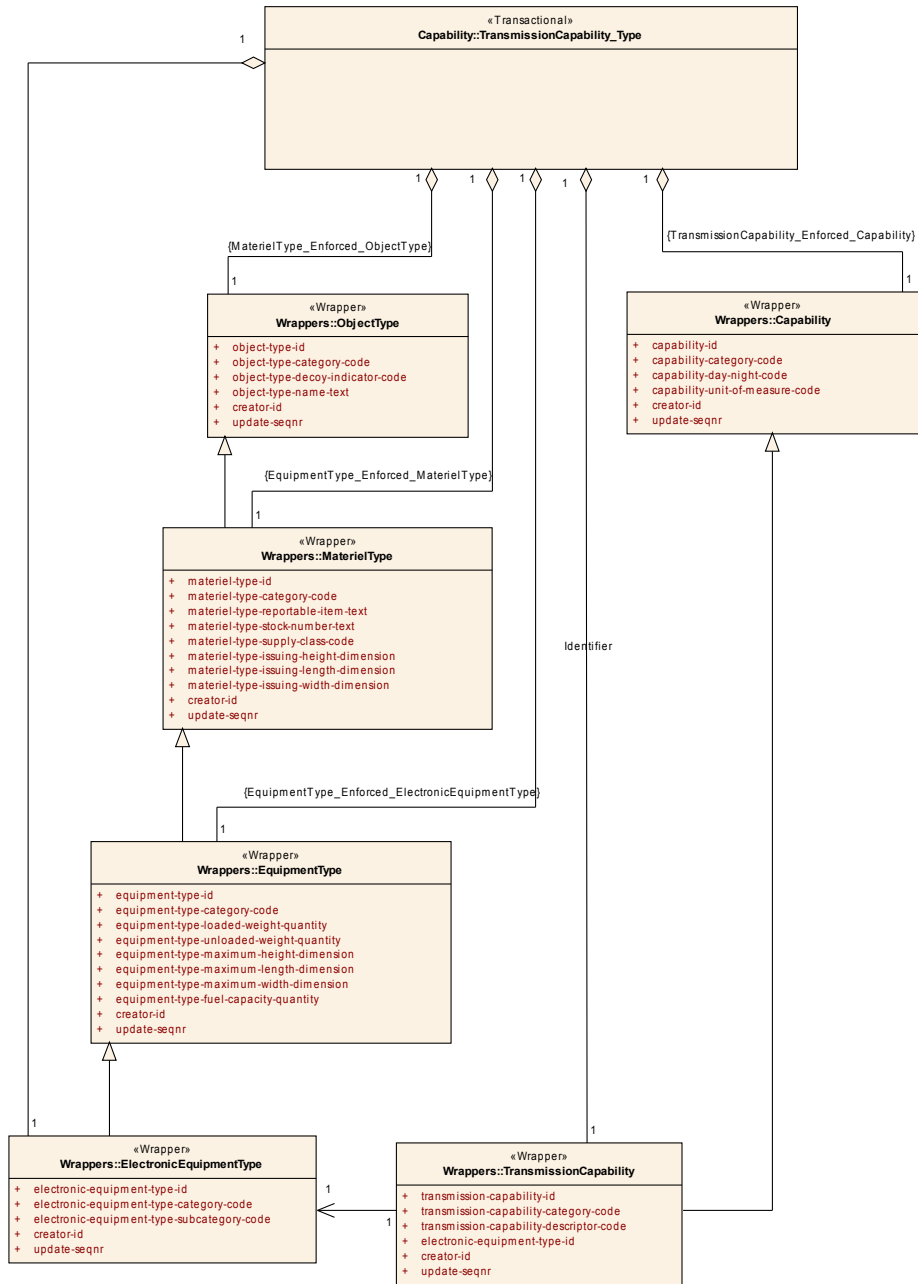 «Transactional»
Capability::TransmissionCapability_Type
1
1
1
1
1
1
{MaterielType_Enforced_ObjectType}
{TransmissionCapability_Enforced_Capability}
1
1
«Wrapper»
Wrappers::ObjectType
+ object-type-id
+ object-type-category-code
+ object-type-decoy-indicator-code
+ object-type-name-text
+ creator-id
+ update-seqnr
«Wrapper»
Wrappers::Capability
+ capability-id
+ capability-category-code
+ capability-day-night-code
+ capability-unit-of-measure-code
+ creator-id
+ update-seqnr
{EquipmentType_Enforced_MaterielType}
1
«Wrapper»
Wrappers::MaterielType
+ materiel-type-id
+ materiel-type-category-code
+ materiel-type-reportable-item-text
+ materiel-type-stock-number-text
+ materiel-type-supply-class-code
+ materiel-type-issuing-height-dimension
+ materiel-type-issuing-length-dimension
+ materiel-type-issuing-width-dimension
+ creator-id
+ update-seqnr
Identifier
{EquipmentType_Enforced_ElectronicEquipmentType}
1
«Wrapper»
Wrappers::EquipmentType
+ equipment-type-id
+ equipment-type-category-code
+ equipment-type-loaded-weight-quantity
+ equipment-type-unloaded-weight-quantity
+ equipment-type-maximum-height-dimension
+ equipment-type-maximum-length-dimension
+ equipment-type-maximum-width-dimension
+ equipment-type-fuel-capacity-quantity
+ creator-id
+ update-seqnr
1
1
«Wrapper»
Wrappers::ElectronicEquipmentType
+ electronic-equipment-type-id
+ electronic-equipment-type-category-code
+ electronic-equipment-type-subcategory-code
+ creator-id
+ update-seqnr
1
1
«Wrapper»
Wrappers::TransmissionCapability
+ transmission-capability-id
+ transmission-capability-category-code
+ transmission-capability-descriptor-code
+ electronic-equipment-type-id
+ creator-id
+ update-seqnr